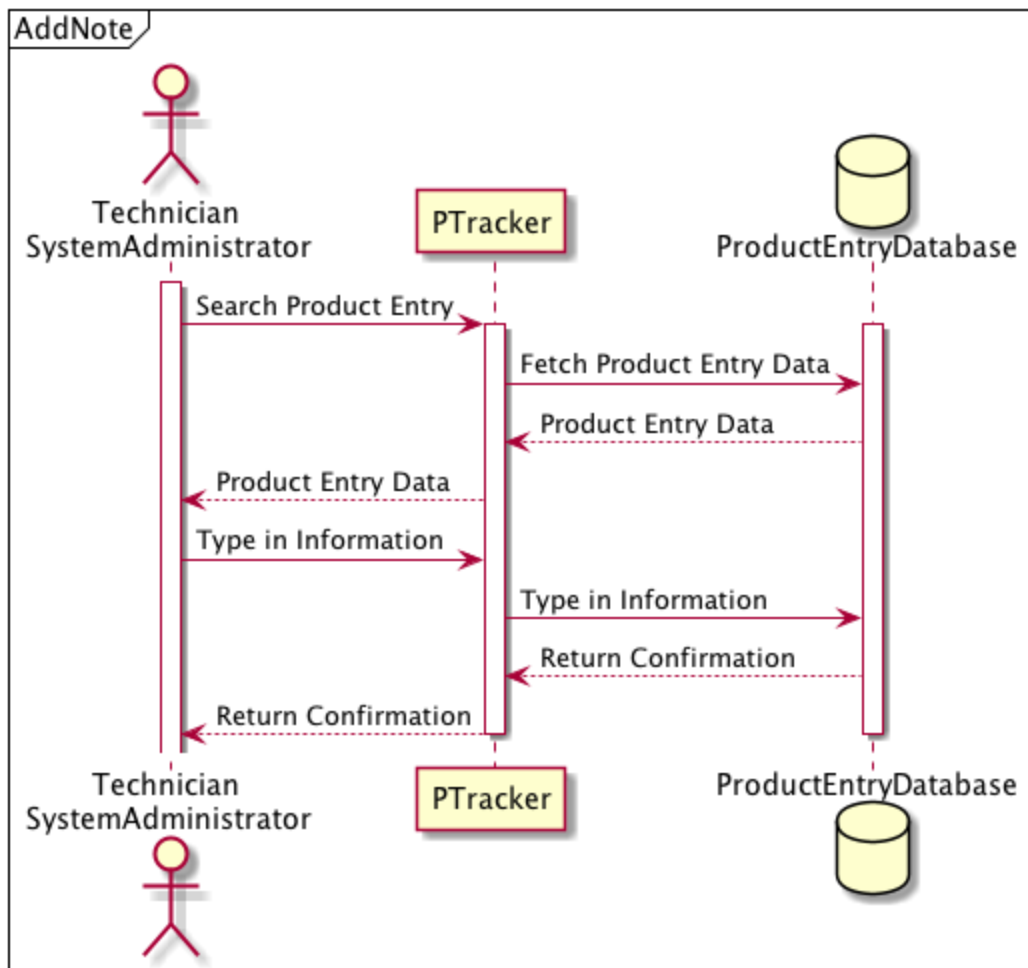 AddNote
Technician
SystemAdministrator
PTracker
ProductEntryDatabase
Search Product Entry
Fetch Product Entry Data
Product Entry Data
Product Entry Data
Type in Information
Type in Information
Return Confirmation
Return Confirmation
Technician
SystemAdministrator
PTracker
ProductEntryDatabase